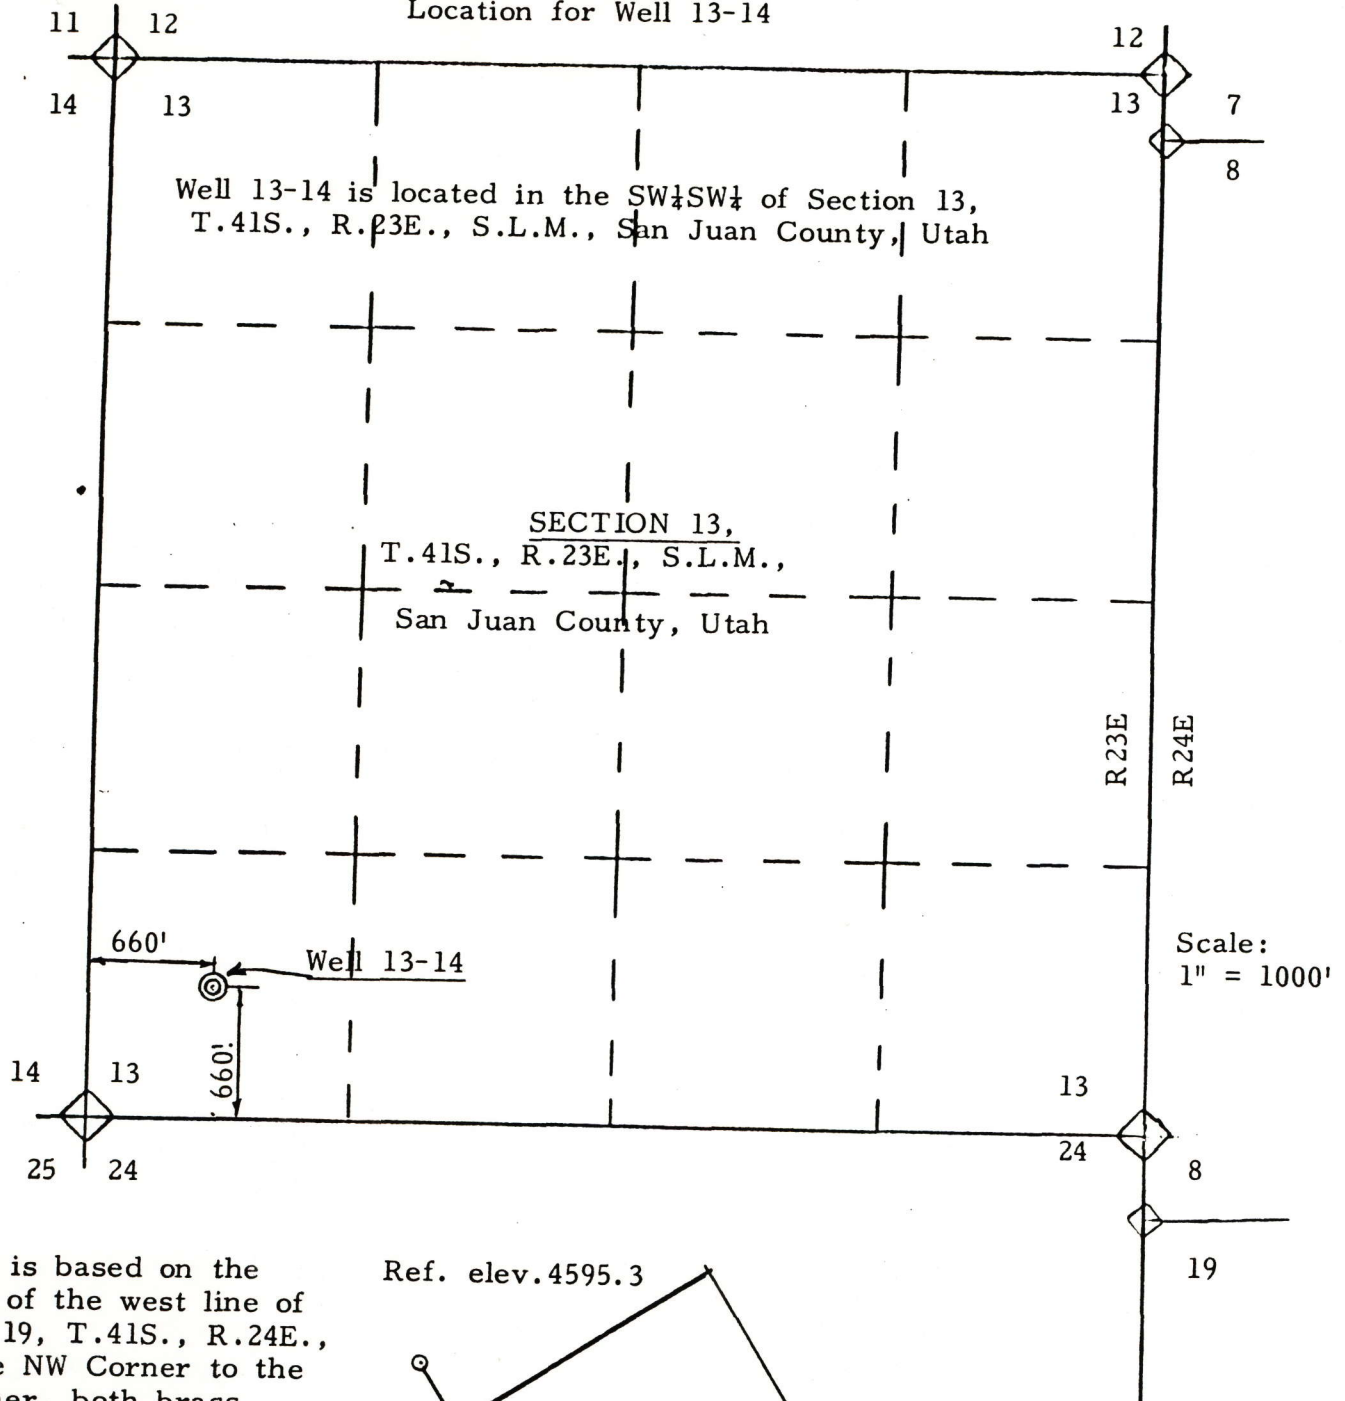 Location for Well 13-14
11 12
12
14 13
13 7
8
Well 13-14 is located in the SW¼SW¼ of Section 13,
T.41S., R.23E., S.L.M., San Juan County, Utah
SECTION 13,
T.41S., R.23E., S.L.M.,
San Juan County, Utah
R23E
R24E
660'
Well 13-14
Scale:
1" = 1000'
660'
14 13
13
24
25 24
8
19
is based on the
of the west line of
19, T.41S., R.24E.,
NW Corner to the
both brass
Ref. elev.4595.3